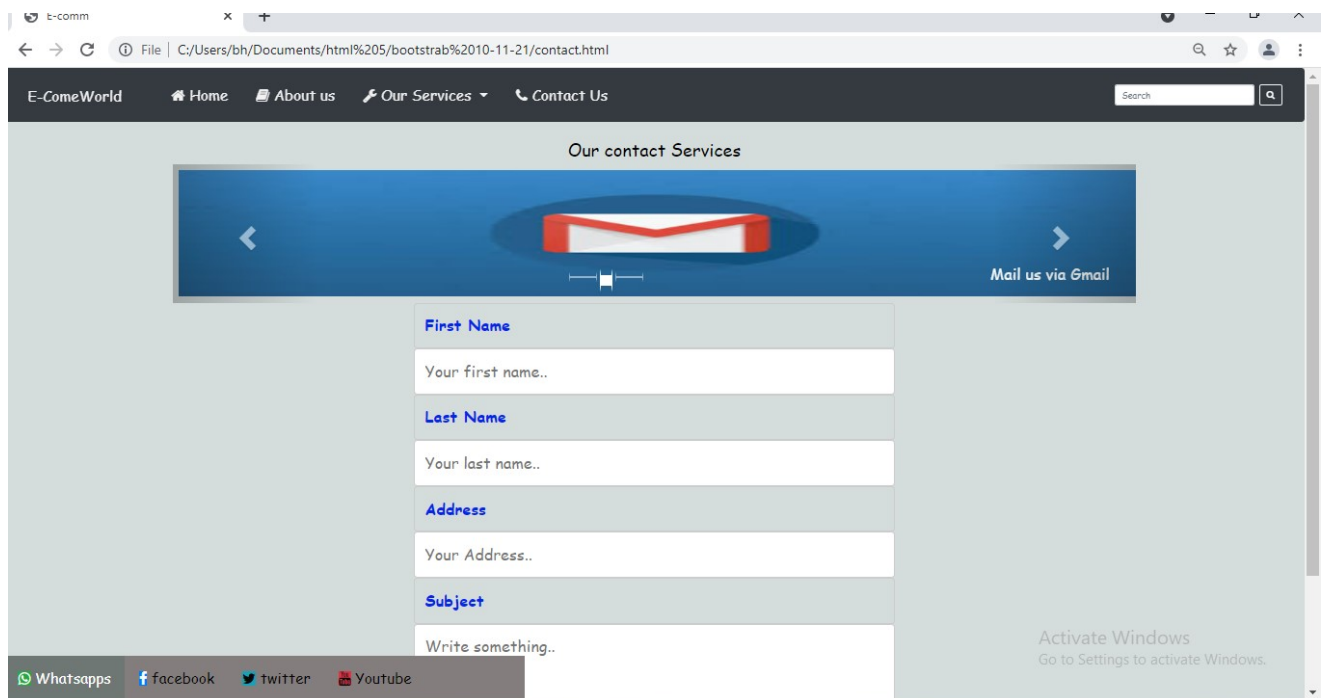 E-comm
File | C:/Users/bh/Documents/html%205/bootstrab%2010-11-21/contact.html
E-ComeWorld Home About us Our Services Contact Us Search
Our contact Services
Mail us via Gmail
First Name
Your first name..
Last Name
Your last name..
Address
Your Address..
Subject
Write something..
Activate Windows
Go to Settings to activate Windows.
Whatsapps facebook twitter Youtube